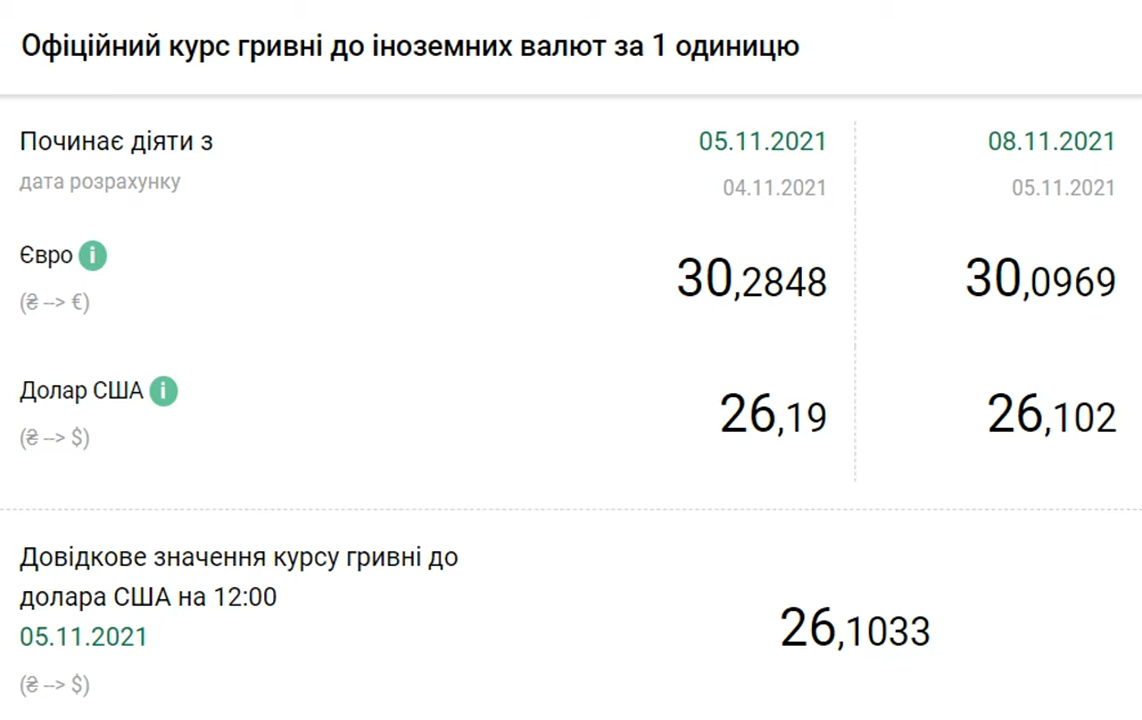 Офіційний курс гривні до іноземних валют за 1 одиницю
Починає діяти з 05.11.2021 08.11.2021
дата розрахунку 04.11.2021 05.11.2021
Євро i 30,2848 30,0969
(₴ --> €)
Долар США i 26,19 26,102
(₴ --> $)
Довідкове значення курсу гривні до
долара США на 12:00
05.11.2021 26,1033
(₴ --> $)